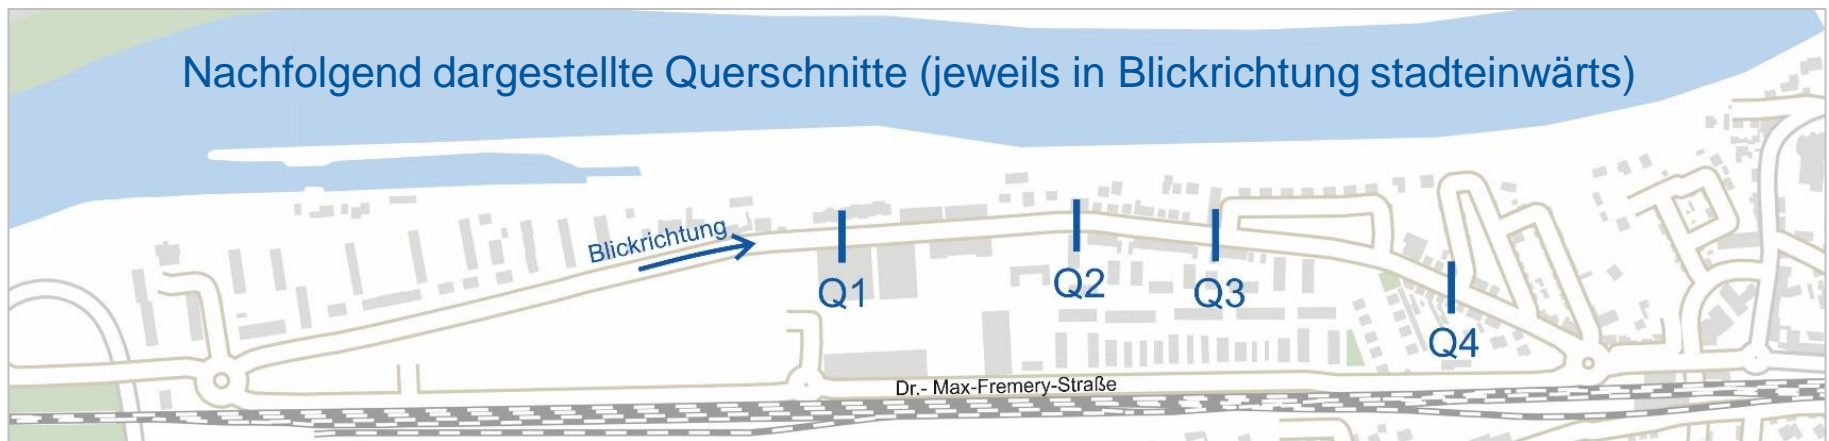 Nachfolgend dargestellte Querschnitte (jeweils in Blickrichtung stadteinwärts)
Blickrichtung
Q1
Q2
Q3
Q4
Dr.- Max-Fremery-Straße